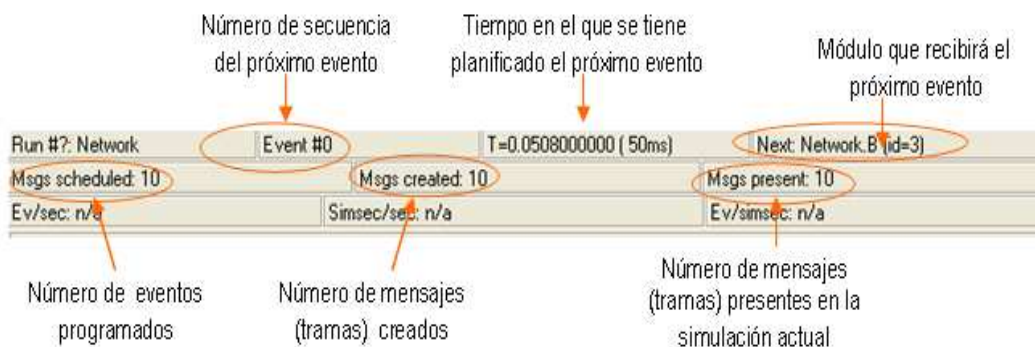 Número de secuencia
del próximo evento
Tiempo en el que se tiene
planificado el próximo evento
Módulo que recibirá el
próximo evento
Run #?: Network
Event #0
T=0.0508000000 ( 50ms)
Next: Network.B (id=3)
Msgs scheduled: 10
Msgs created: 10
Msgs present: 10
Ev/sec: n/a
Simsec/sec: n/a
Ev/simsec: n/a
Número de eventos
programados
Número de mensajes
(tramas) creados
Número de mensajes
(tramas) presentes en la
simulación actual